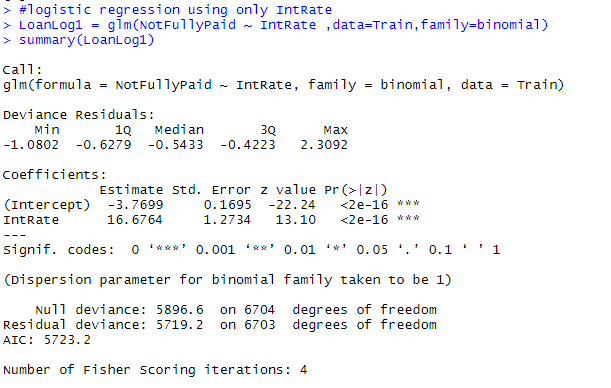 > #logistic regression using only IntRate
> LoanLog1 = glm(NotFullyPaid ~ IntRate ,data=Train,family=binomial)
> summary(LoanLog1)
Call:
glm(formula = NotFullyPaid ~ IntRate, family = binomial, data = Train)
Deviance Residuals:
    Min      1Q  Median      3Q     Max
-1.0802 -0.6279 -0.5433 -0.4223  2.3092
Coefficients:
            Estimate Std. Error z value Pr(>|z|)
(Intercept)  -3.7699     0.1695  -22.24   <2e-16 ***
IntRate      16.6764     1.2734   13.10   <2e-16 ***
---
Signif. codes:  0 ‘***’ 0.001 ‘**’ 0.01 ‘*’ 0.05 ‘.’ 0.1 ‘ ’ 1
(Dispersion parameter for binomial family taken to be 1)
    Null deviance: 5896.6  on 6704  degrees of freedom
Residual deviance: 5719.2  on 6703  degrees of freedom
AIC: 5723.2
Number of Fisher Scoring iterations: 4